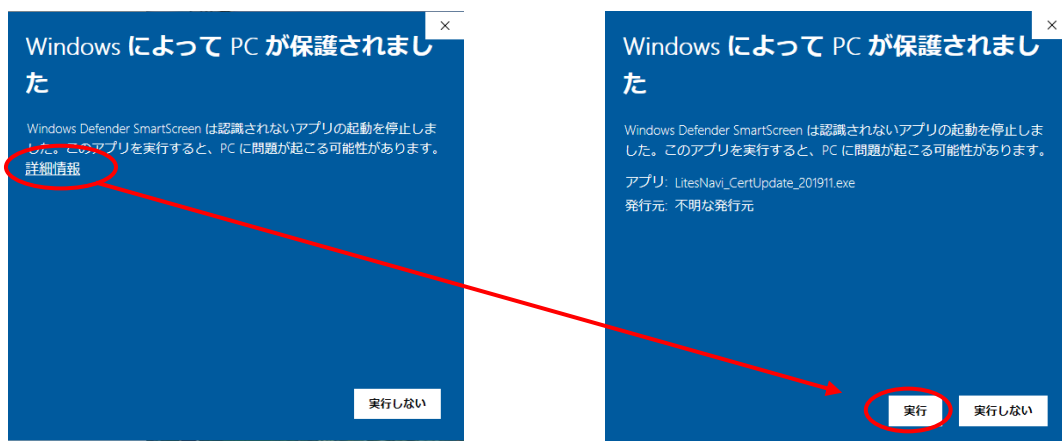 ×
Windows によって PC が保護されまし
た
Windows Defender SmartScreen は認識されないアプリの起動を停止しま
した。このアプリを実行すると、PC に問題が起こる可能性があります。
詳細情報
実行しない
×
Windows によって PC が保護されまし
た
Windows Defender SmartScreen は認識されないアプリの起動を停止しま
した。このアプリを実行すると、PC に問題が起こる可能性があります。
アプリ: LitesNavi_CertUpdate_201911.exe
発行元: 不明な発行元
実行 実行しない